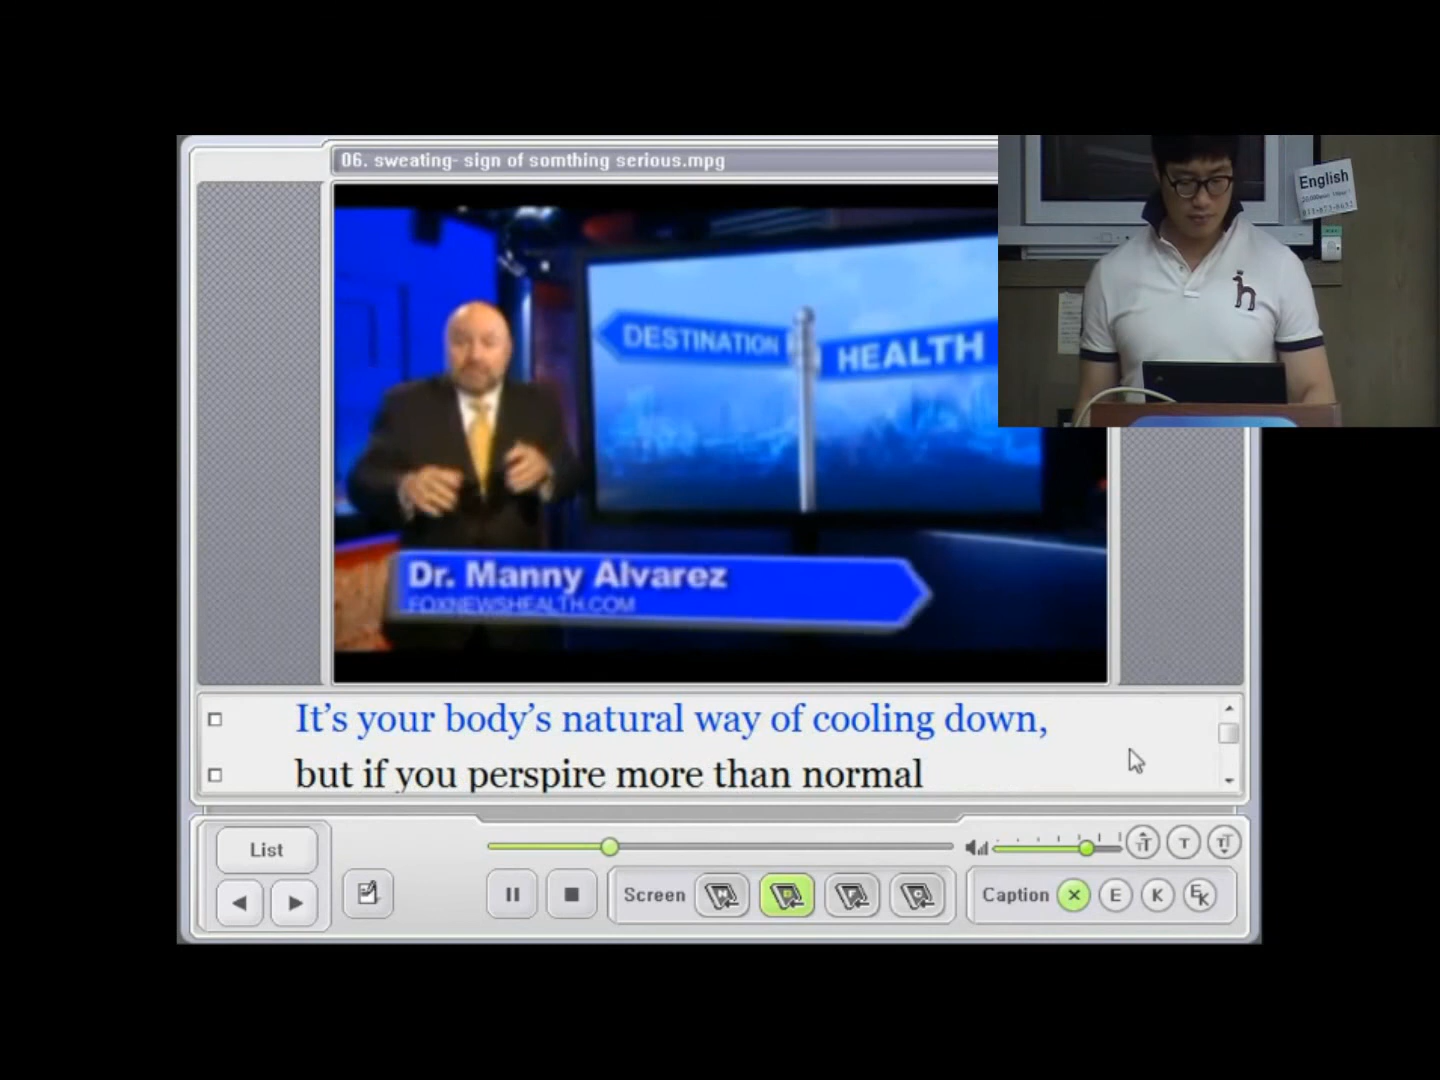 06. sweating- sign of somthing serious.mpg
English
DESTINATION
HEALTH
Dr. Manny Alvarez
FOXNEWSHEALTH.COM
It's your body's natural way of cooling down,
but if you perspire more than normal
List
Screen
Caption
E
K
EK
T